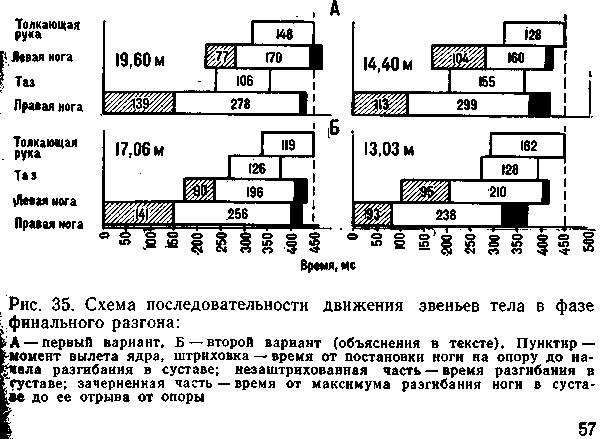 А
Толкающая рука 148 128
Левая нога 19,60 м 77 170 14,40 м 104 160
Таз 106 165
Правая нога 139 278 113 299
Б
Толкающая рука 17,06 м 119 13,03 м 162
Таз 126 128
Левая нога 90 196 95 210
Правая нога 141 256 93 238
0 50 100 150 200 250 300 350 400 450 0 50 100 150 200 250 300 350 400 450 500
Время, мс
Рис. 35. Схема последовательности движения звеньев тела в фазе
финального разгона:
А — первый вариант, Б — второй вариант (объяснения в тексте). Пунктир —
момент вылета ядра, штриховка — время от постановки ноги на опору до на-
чала разгибания в суставе; незаштрихованная часть — время разгибания в
суставе; зачерненная часть — время от максимума разгибания ноги в суста-
ве до ее отрыва от опоры
57